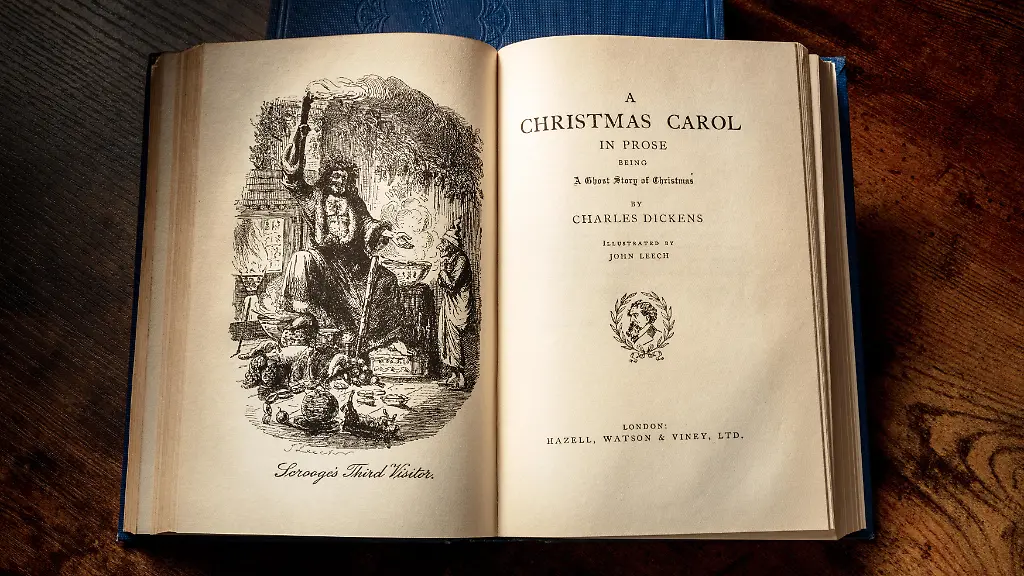 J Leech
Scrooge's Third Visitor.
A
CHRISTMAS CAROL
IN PROSE
BEING
A Ghost Story of Christmas
BY
CHARLES DICKENS
ILLUSTRATED BY
JOHN LEECH
LONDON:
HAZELL, WATSON & VINEY, LTD.